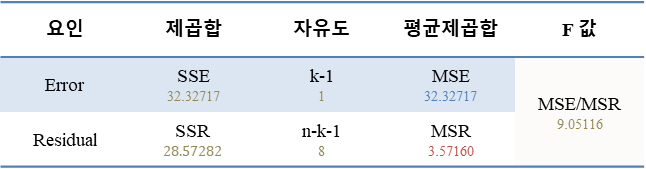 요인 제곱합 자유도 평균제곱합 F 값
Error SSE k-1 MSE MSE/MSR
32.32717 1 32.32717 9.05116
Residual SSR n-k-1 MSR
28.57282 8 3.57160